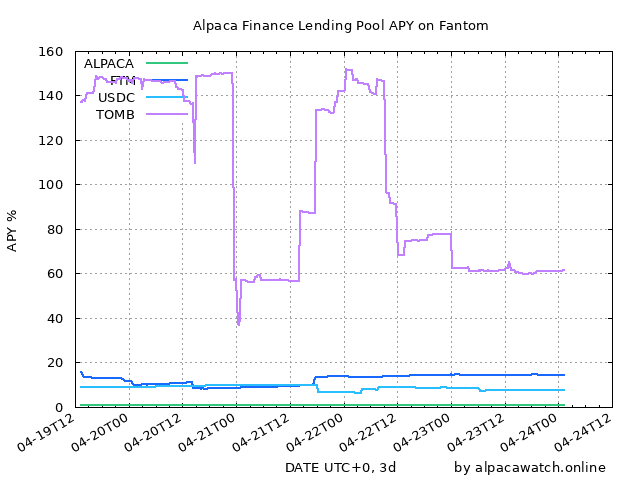 Alpaca Finance Lending Pool APY on Fantom
160
140
120
100
80
60
40
20
0
APY %
ALPACA
FTM
USDC
TOMB
04-19T12
04-20T00
04-20T12
04-21T00
04-21T12
04-22T00
04-22T12
04-23T00
04-23T12
04-24T00
04-24T12
DATE UTC+0, 3d
by alpacawatch.online